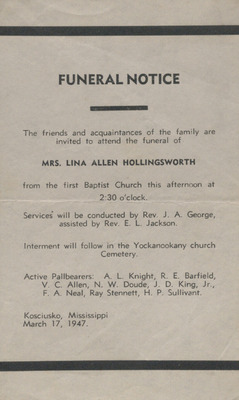 FUNERAL NOTICE
The friends and acquaintances of the family are
invited to attend the funeral of
MRS. LINA ALLEN HOLLINGSWORTH
from the first Baptist Church this afternoon at
2:30 o'clock.
Services will be conducted by Rev. J. A. George,
assisted by Rev. E. L. Jackson.
Interment will follow in the Yockanookany church
Cemetery.
Active Pallbearers: A. L. Knight, R. E. Barfield,
V. C. Allen, N. W. Doude, J. D. King, Jr.,
F. A. Neal, Ray Stennett, H. P. Sullivant.
Kosciusko, Mississippi
March 17, 1947.